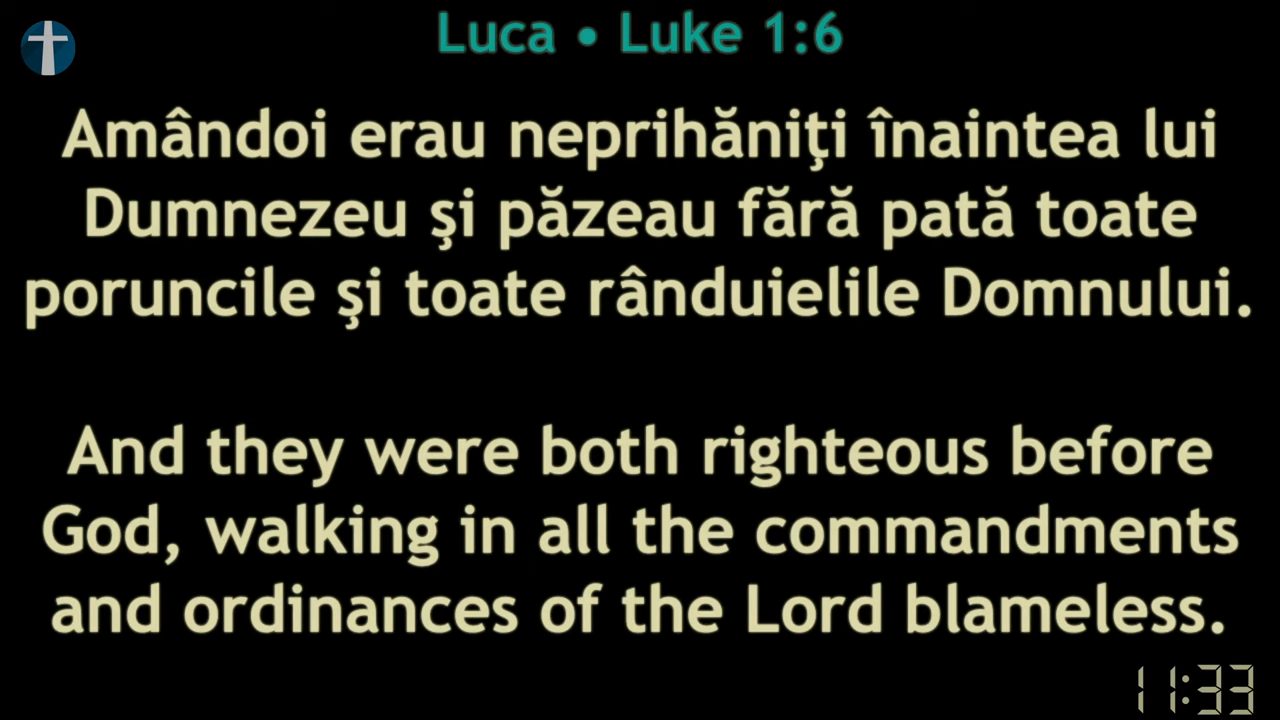 Luca • Luke 1:6
Amândoi erau neprihăniţi înaintea lui
Dumnezeu şi păzeau fără pată toate
poruncile şi toate rânduielile Domnului.
And they were both righteous before
God, walking in all the commandments
and ordinances of the Lord blameless.
11:33